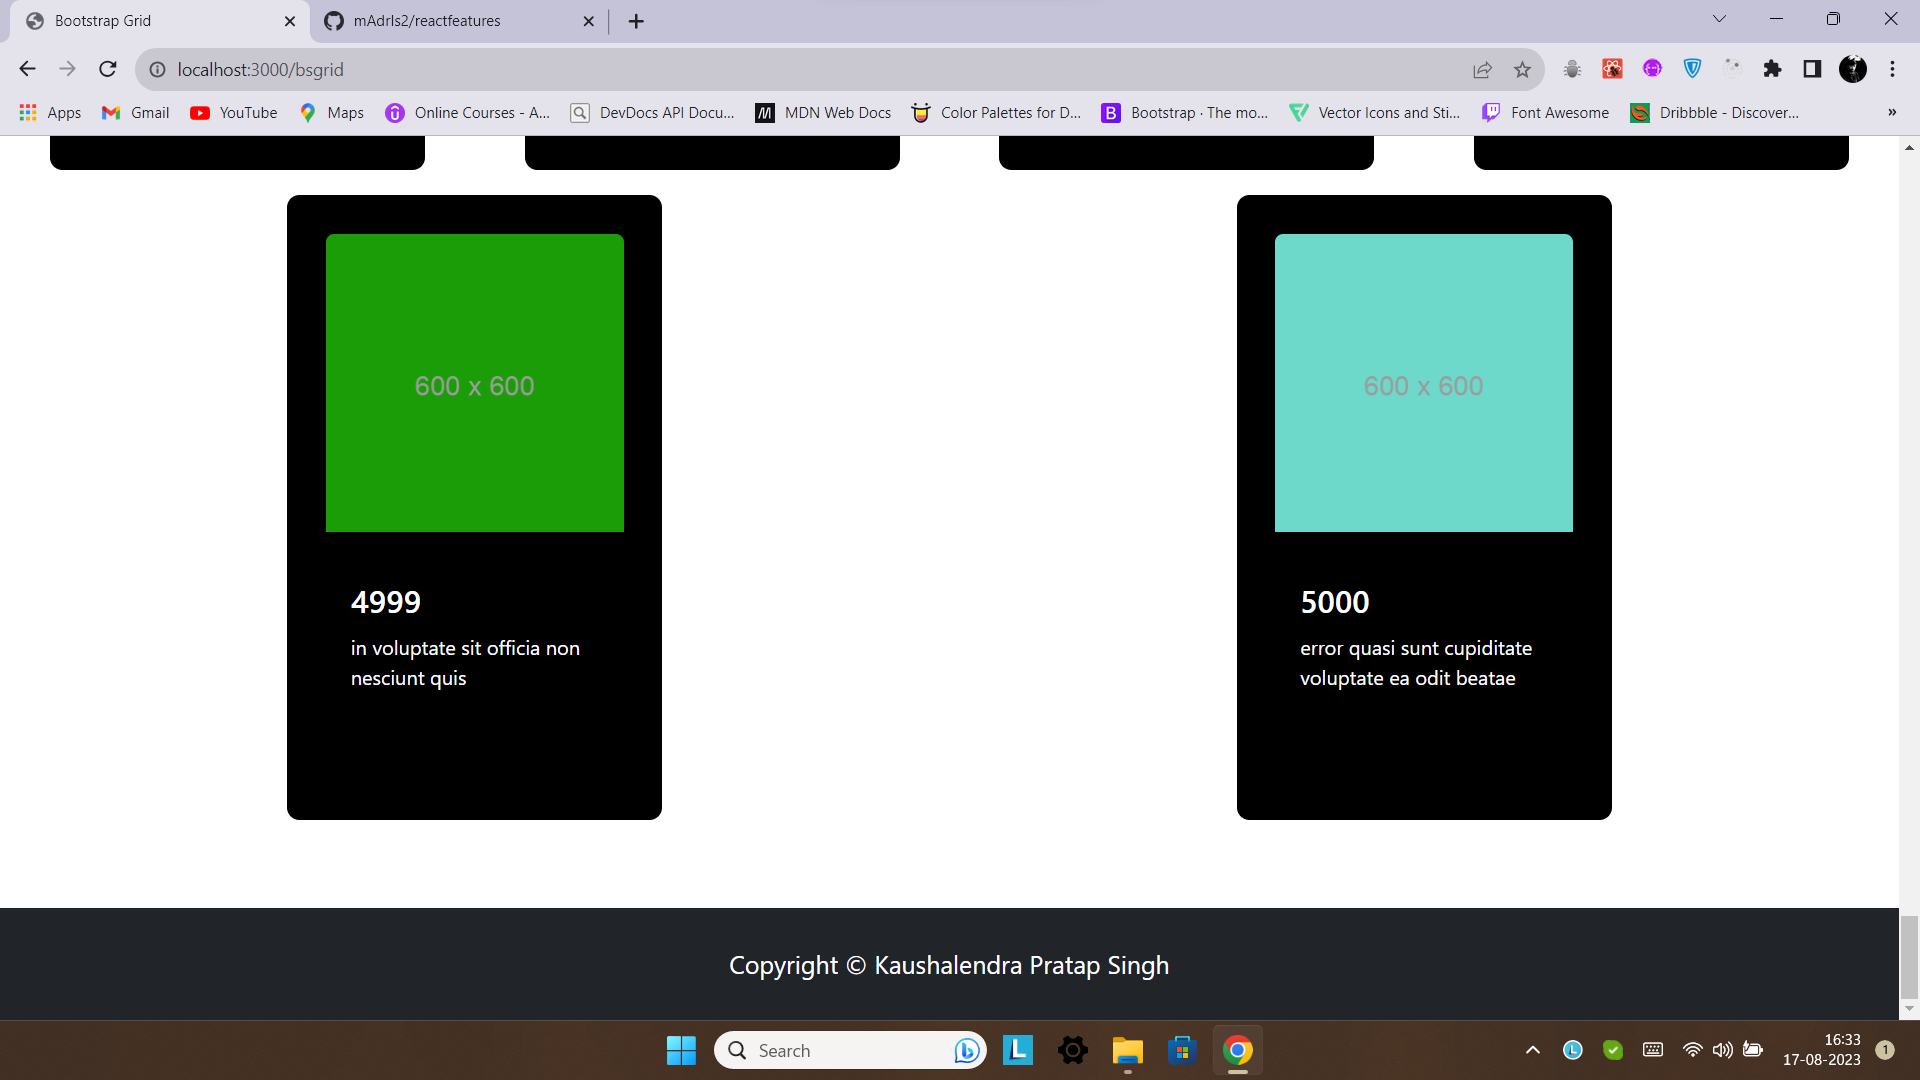 Bootstrap Grid
mAdrIs2/reactfeatures
localhost:3000/bsgrid
Apps
Gmail
YouTube
Maps
Online Courses - A...
DevDocs API Docu...
MDN Web Docs
Color Palettes for D...
Bootstrap · The mo...
Vector Icons and Sti...
Font Awesome
Dribbble - Discover...
»
600 x 600
4999
in voluptate sit officia non
nesciunt quis
600 x 600
5000
error quasi sunt cupiditate
voluptate ea odit beatae
Copyright © Kaushalendra Pratap Singh
Search
16:33
17-08-2023
1